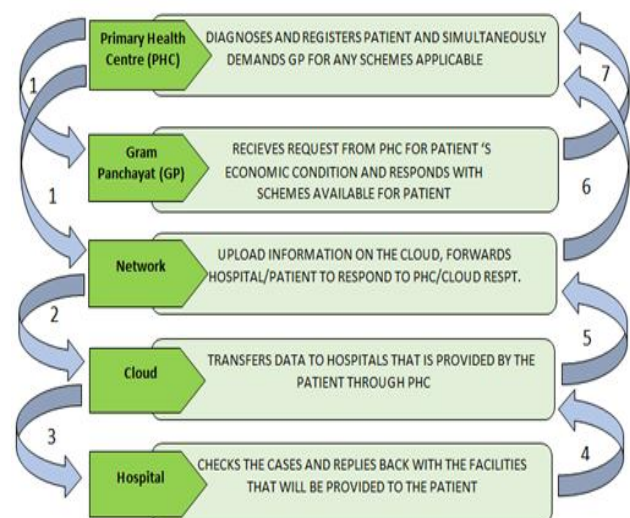 Primary Health
Centre (PHC)
DIAGNOSES AND REGISTERS PATIENT AND SIMULTANEOUSLY
DEMANDS GP FOR ANY SCHEMES APPLICABLE
1
7
Gram
Panchayat (GP)
RECIEVES REQUEST FROM PHC FOR PATIENT 'S
ECONOMIC CONDITION AND RESPONDS WITH
SCHEMES AVAILABLE FOR PATIENT
1
6
Network
UPLOAD INFORMATION ON THE CLOUD, FORWARDS
HOSPITAL/PATIENT TO RESPOND TO PHC/CLOUD RESPT.
2
5
Cloud
TRANSFERS DATA TO HOSPITALS THAT IS PROVIDED BY THE
PATIENT THROUGH PHC
3
4
Hospital
CHECKS THE CASES AND REPLIES BACK WITH THE FACILITIES
THAT WILL BE PROVIDED TO THE PATIENT